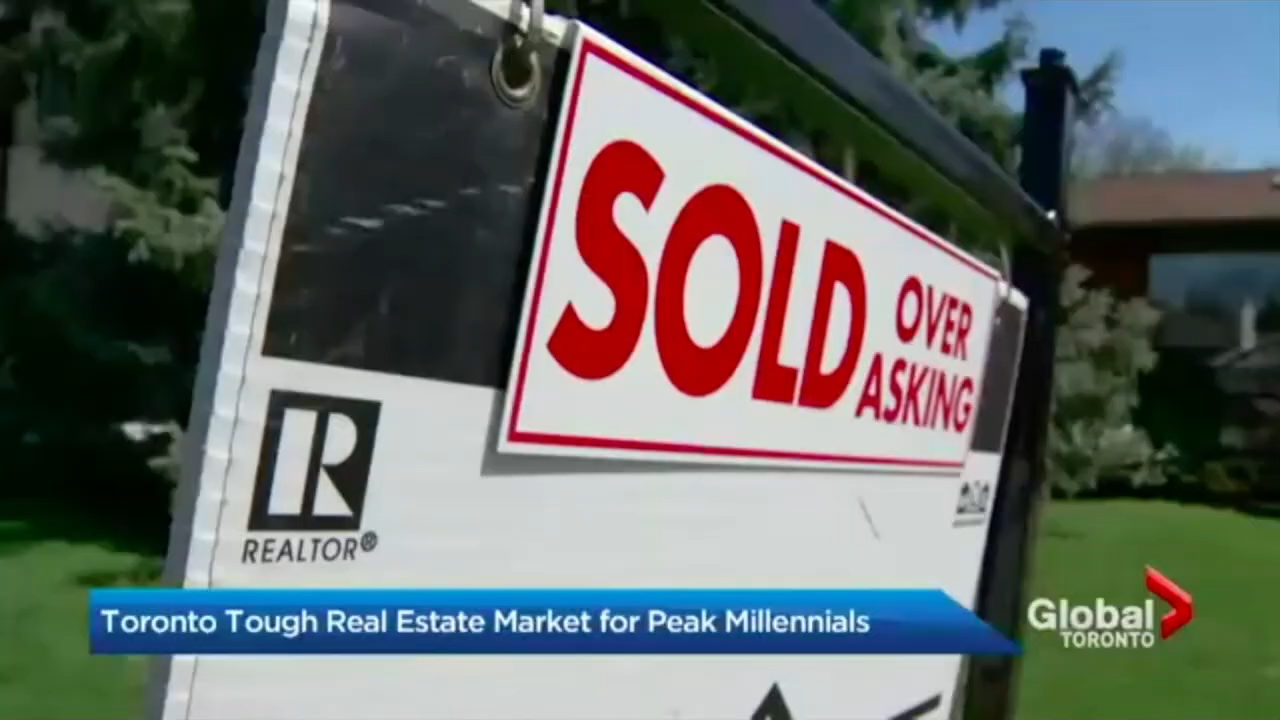 SOLD
OVER
ASKING
R
REALTOR®
Toronto Tough Real Estate Market for Peak Millennials
Global
TORONTO